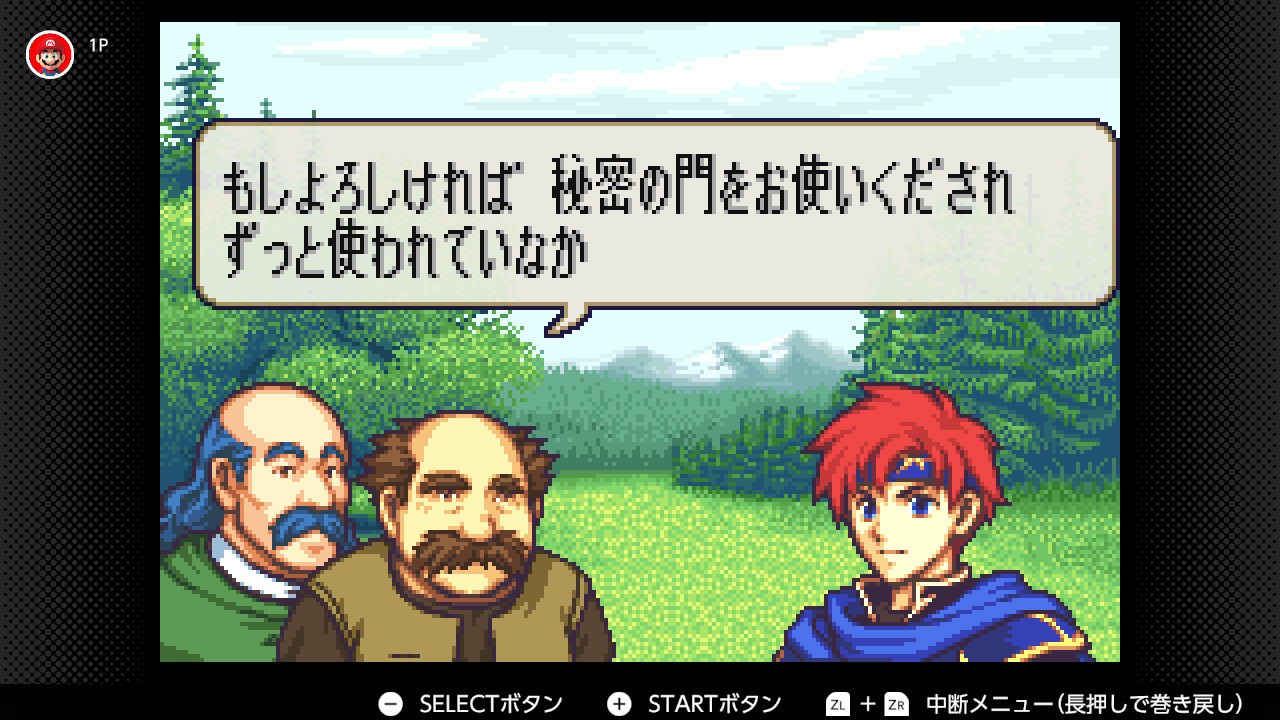 1P
もしよろしければ 秘密の門をお使いくだされ
ずっと使われていなか
SELECTボタン
STARTボタン
ZL + ZR 中断メニュー(長押しで巻き戻し)